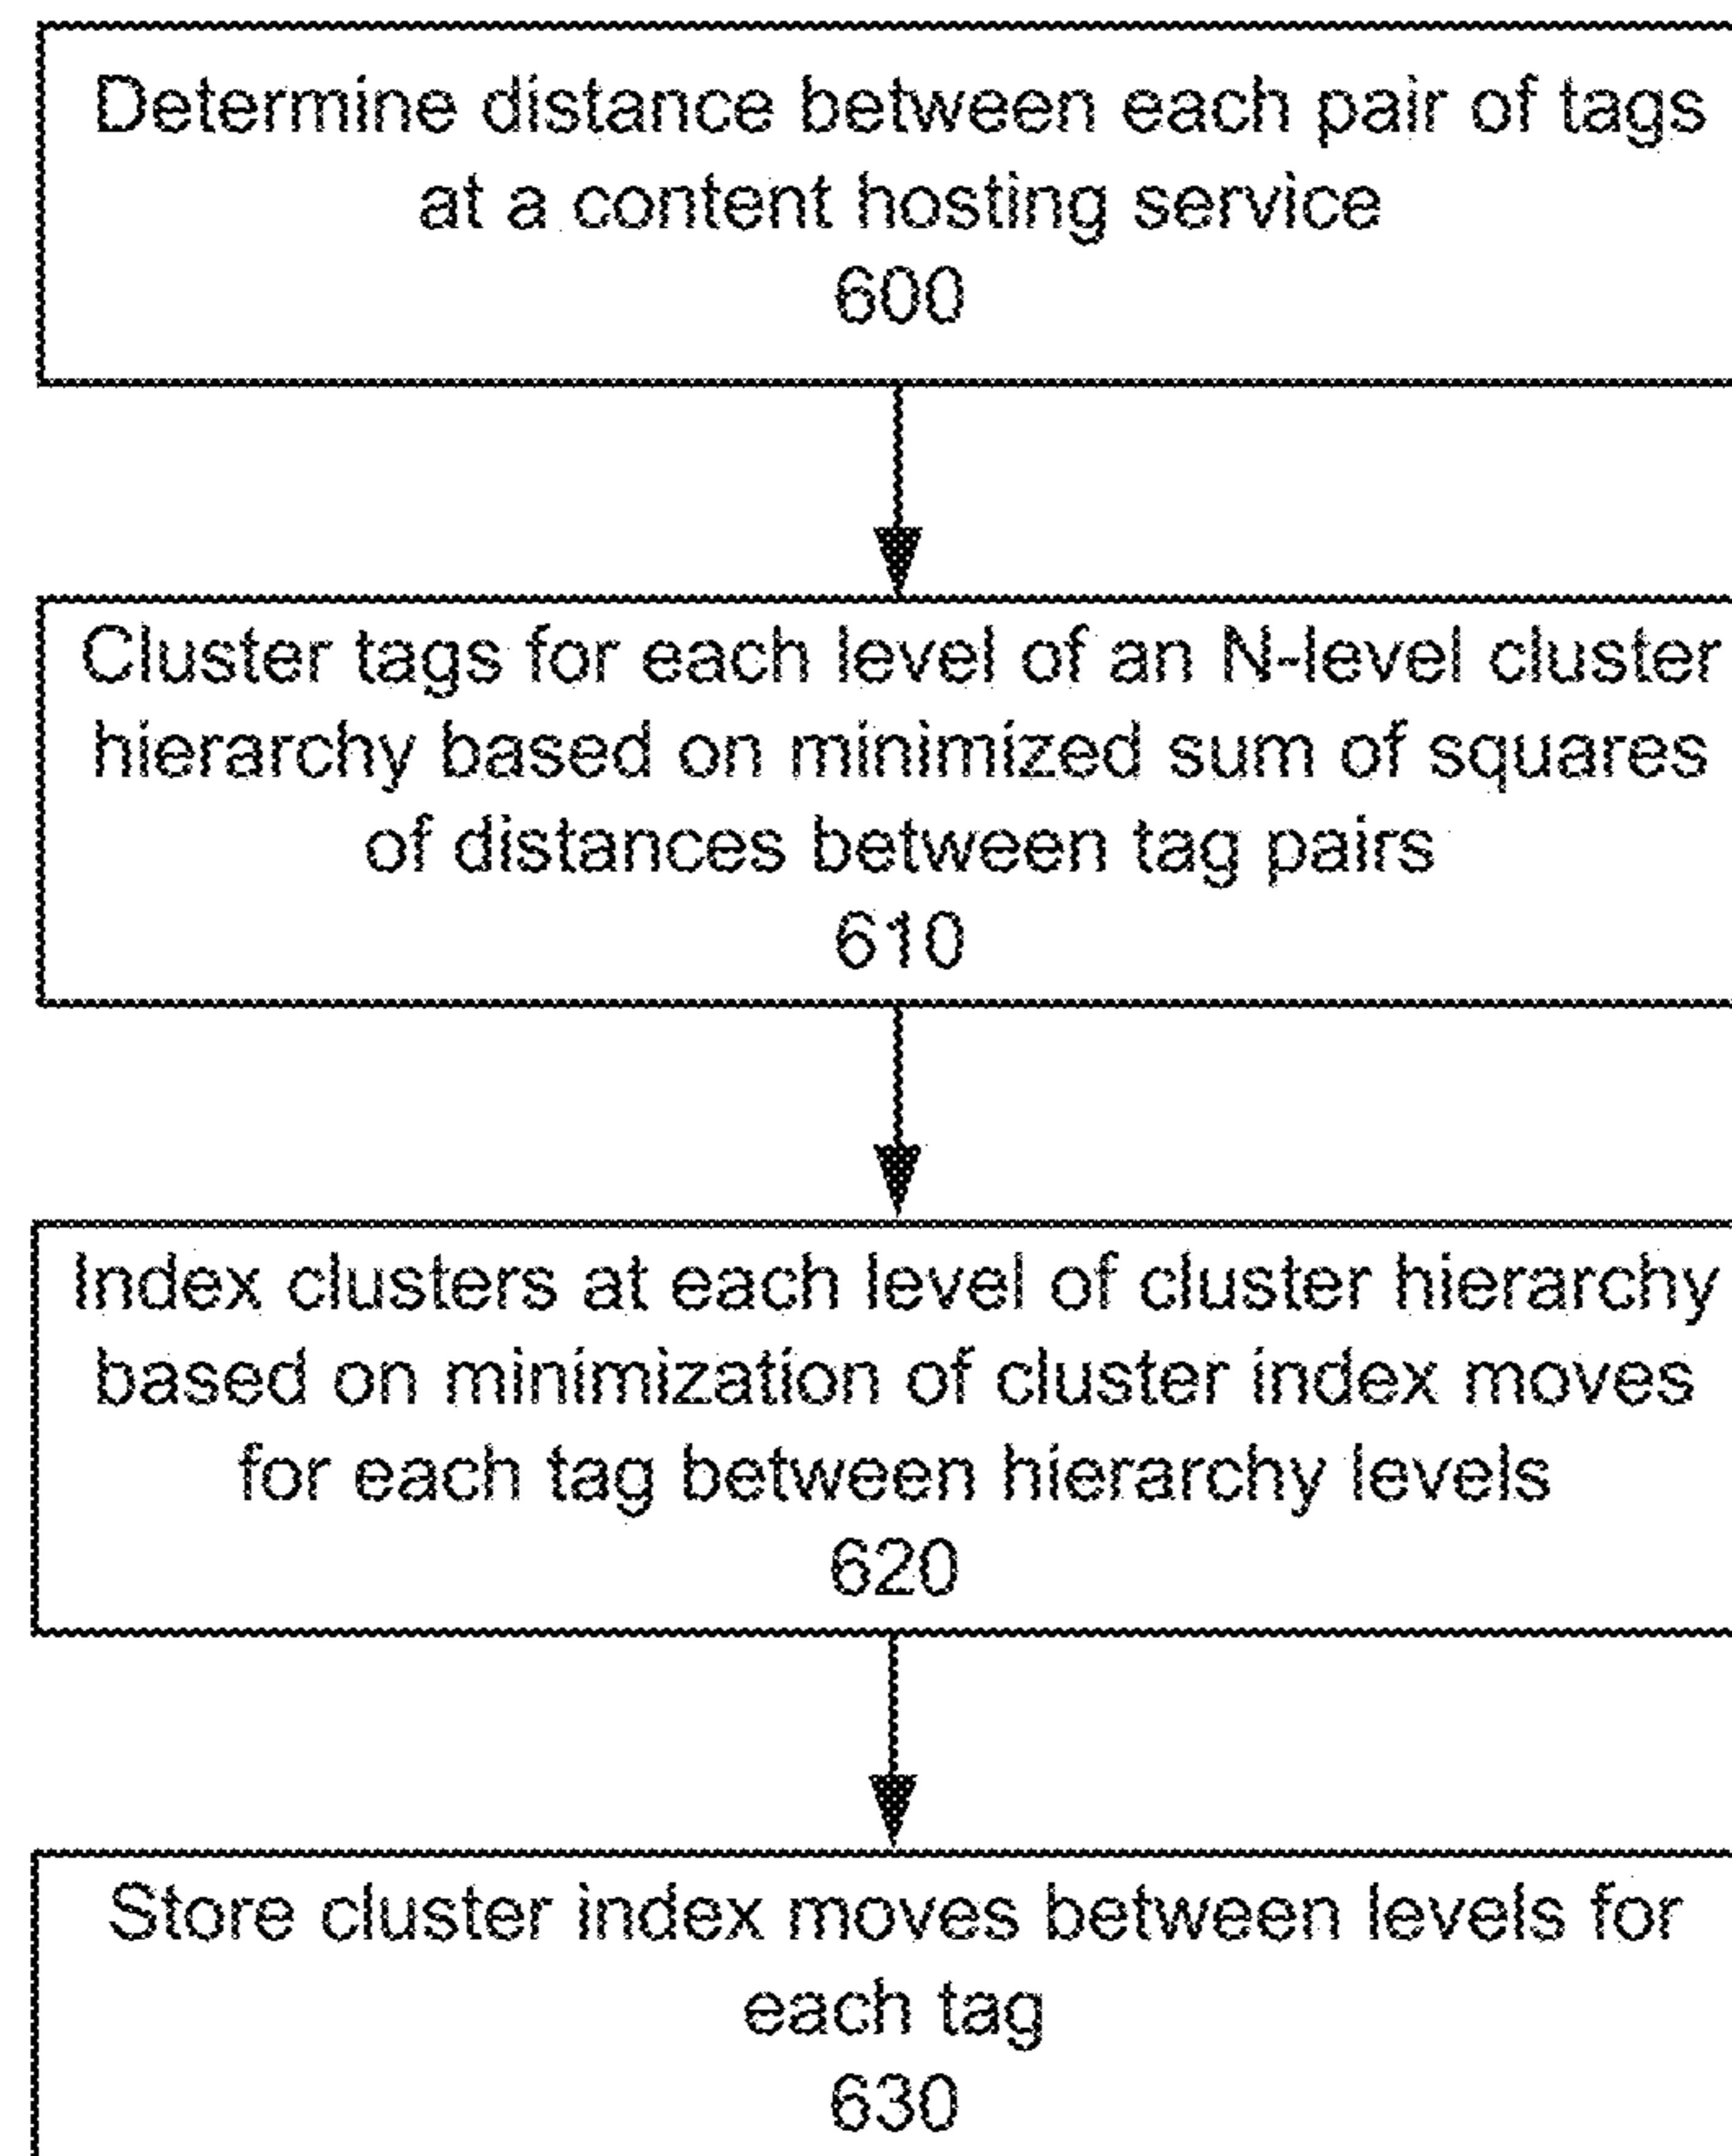 Determine distance between each pair of tags
at a content hosting service
600
Cluster tags for each level of an N-level cluster
hierarchy based on minimized sum of squares
of distances between tag pairs
610
Index clusters at each level of cluster hierarchy
based on minimization of cluster index moves
for each tag between hierarchy levels
620
Store cluster index moves between levels for
each tag
630